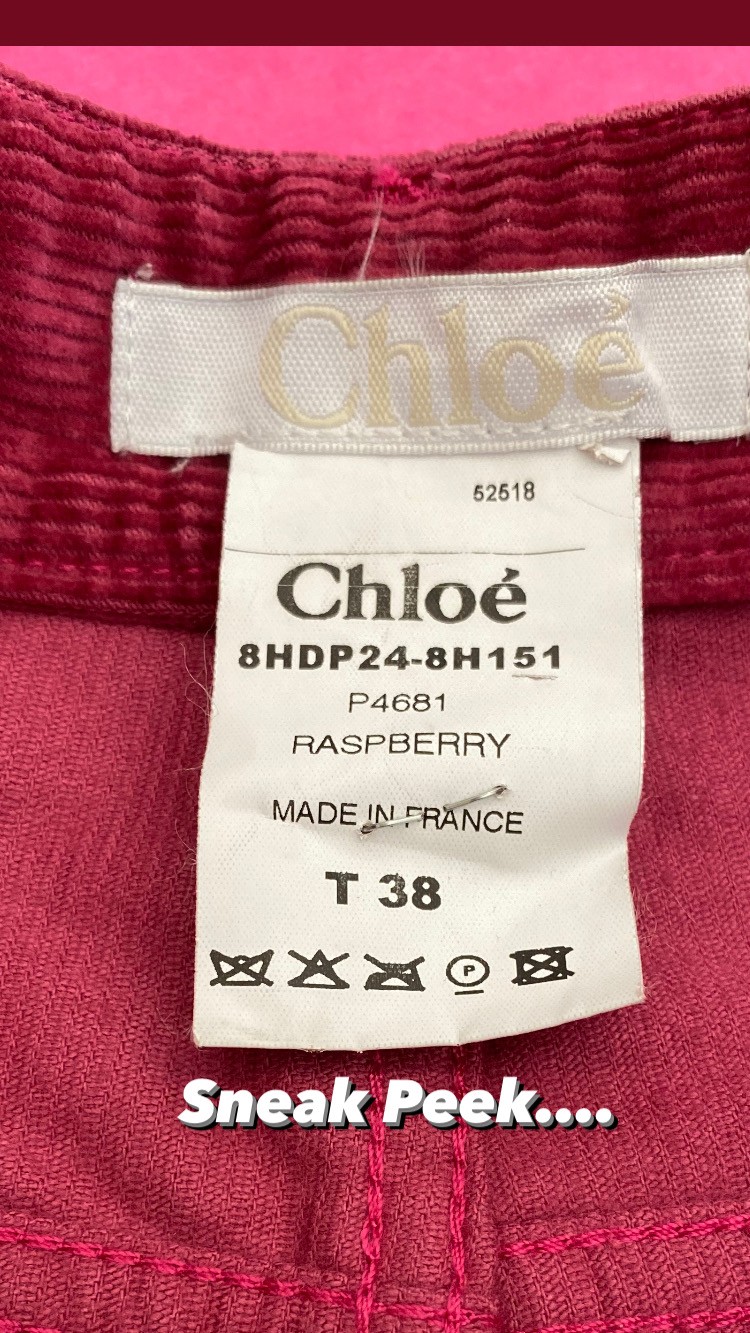 Chloé
52518
Chloé
8HDP24-8H151
P4681
RASPBERRY
MADE IN FRANCE
T 38
P
Sneak Peek....